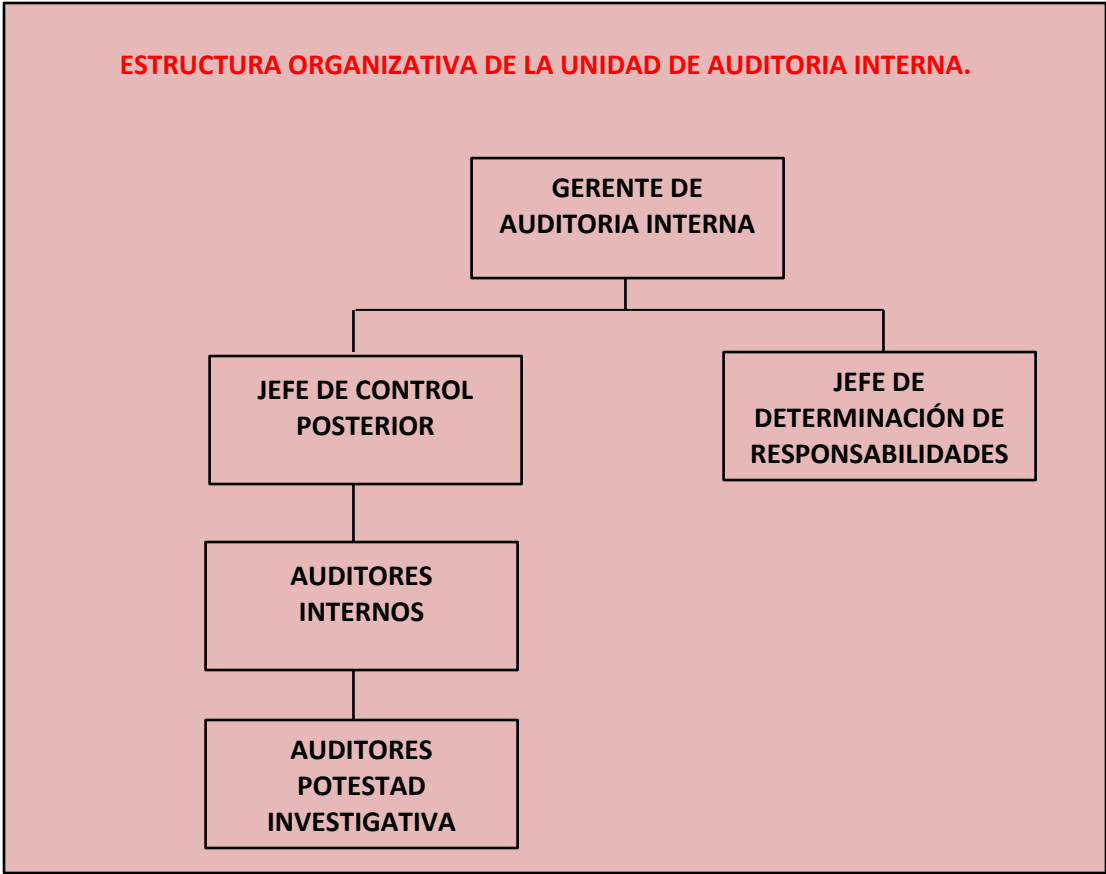 ESTRUCTURA ORGANIZATIVA DE LA UNIDAD DE AUDITORIA INTERNA.
GERENTE DE
AUDITORIA INTERNA
JEFE DE CONTROL
POSTERIOR
JEFE DE
DETERMINACIÓN DE
RESPONSABILIDADES
AUDITORES
INTERNOS
AUDITORES
POTESTAD
INVESTIGATIVA